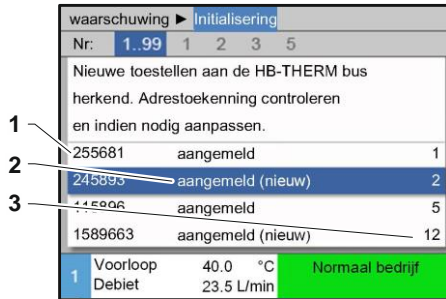 waarschuwing ► Initialisering
Nr: 1..99 1 2 3 5
Nieuwe toestellen aan de HB-THERM bus
herkend. Adrestoekenning controleren
en indien nodig aanpassen.
1
255681 aangemeld 1
2
245893 aangemeld (nieuw) 2
3
115896 aangemeld 5
1589663 aangemeld (nieuw) 12
1 Voorloop 40.0 °C Normaal bedrijf
Debiet 23.5 L/min